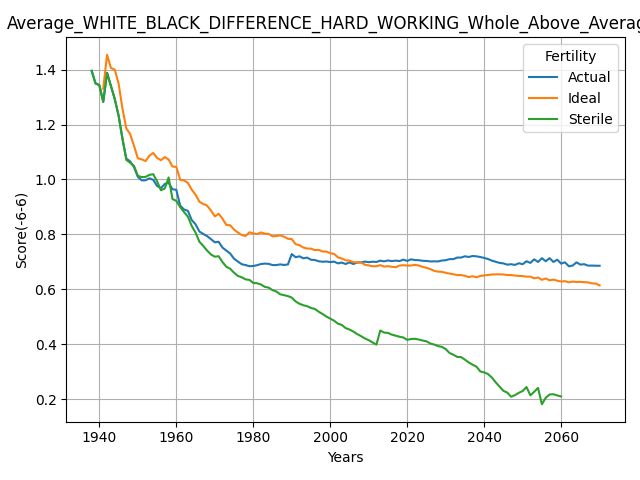 Average_WHITE_BLACK_DIFFERENCE_HARD_WORKING_Whole_Above_Averag
Fertility
Actual
Ideal
Sterile
Score(-6-6)
1.4
1.2
1.0
0.8
0.6
0.4
0.2
1940 1960 1980 2000 2020 2040 2060
Years